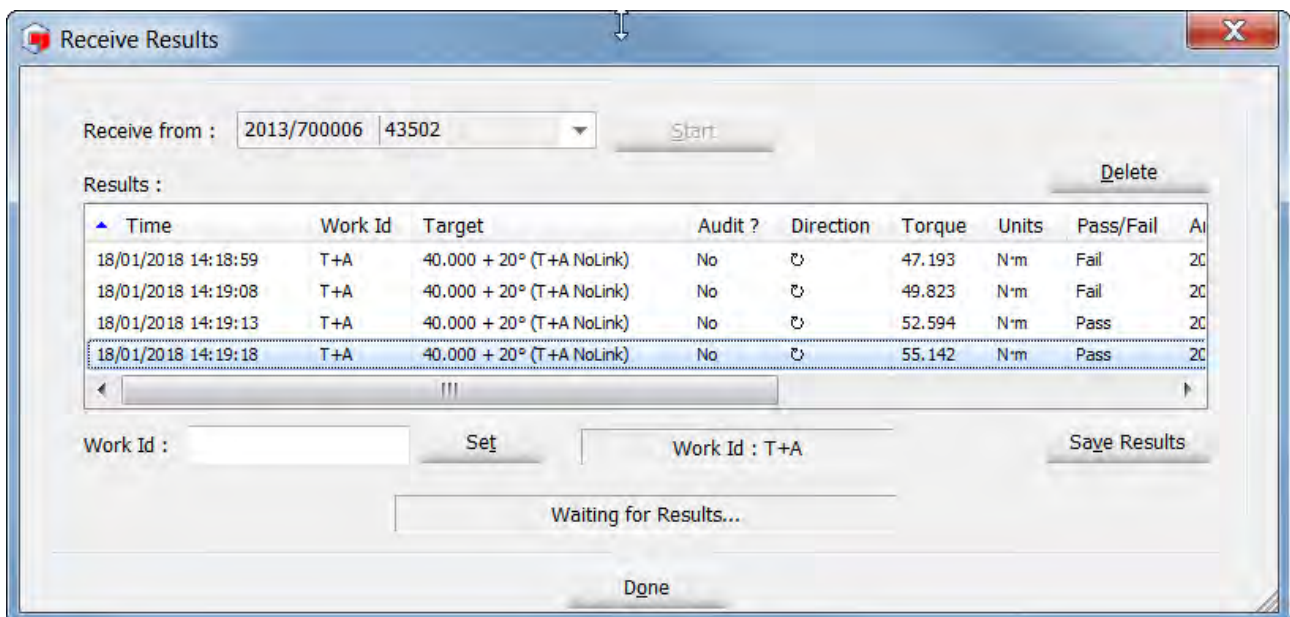 Receive Results
Receive from : 2013/700006 43502 Start
Delete
Results :
Time Work Id Target Audit ? Direction Torque Units Pass/Fail
18/01/2018 14:18:59 T+A 40.000 + 20° (T+A NoLink) No ↻ 47.193 N·m Fail 20
18/01/2018 14:19:08 T+A 40.000 + 20° (T+A NoLink) No ↻ 49.823 N·m Fail 20
18/01/2018 14:19:13 T+A 40.000 + 20° (T+A NoLink) No ↻ 52.594 N·m Pass 20
18/01/2018 14:19:18 T+A 40.000 + 20° (T+A NoLink) No ↻ 55.142 N·m Pass 20
Work Id : Set Work Id : T+A Save Results
Waiting for Results...
Done